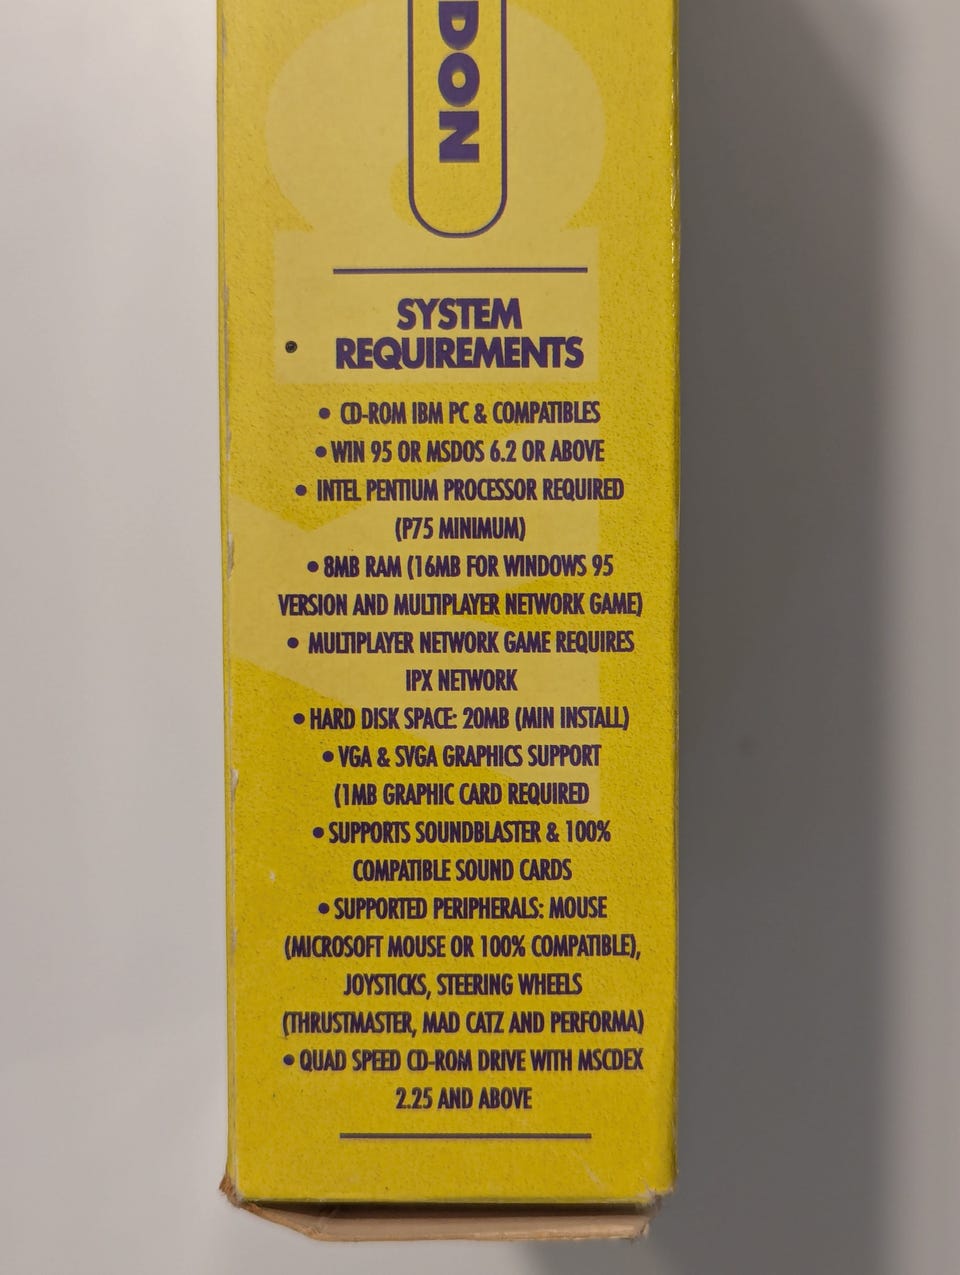 DON
SYSTEM
REQUIREMENTS
• CD-ROM IBM PC & COMPATIBLES
• WIN 95 OR MSDOS 6.2 OR ABOVE
• INTEL PENTIUM PROCESSOR REQUIRED
(P75 MINIMUM)
• 8MB RAM (16MB FOR WINDOWS 95
VERSION AND MULTIPLAYER NETWORK GAME)
• MULTIPLAYER NETWORK GAME REQUIRES
IPX NETWORK
• HARD DISK SPACE: 20MB (MIN INSTALL)
• VGA & SVGA GRAPHICS SUPPORT
(1MB GRAPHIC CARD REQUIRED
• SUPPORTS SOUNDBLASTER & 100%
COMPATIBLE SOUND CARDS
• SUPPORTED PERIPHERALS: MOUSE
(MICROSOFT MOUSE OR 100% COMPATIBLE),
JOYSTICKS, STEERING WHEELS
(THRUSTMASTER, MAD CATZ AND PERFORMA)
• QUAD SPEED CD-ROM DRIVE WITH MSCDEX
2.25 AND ABOVE